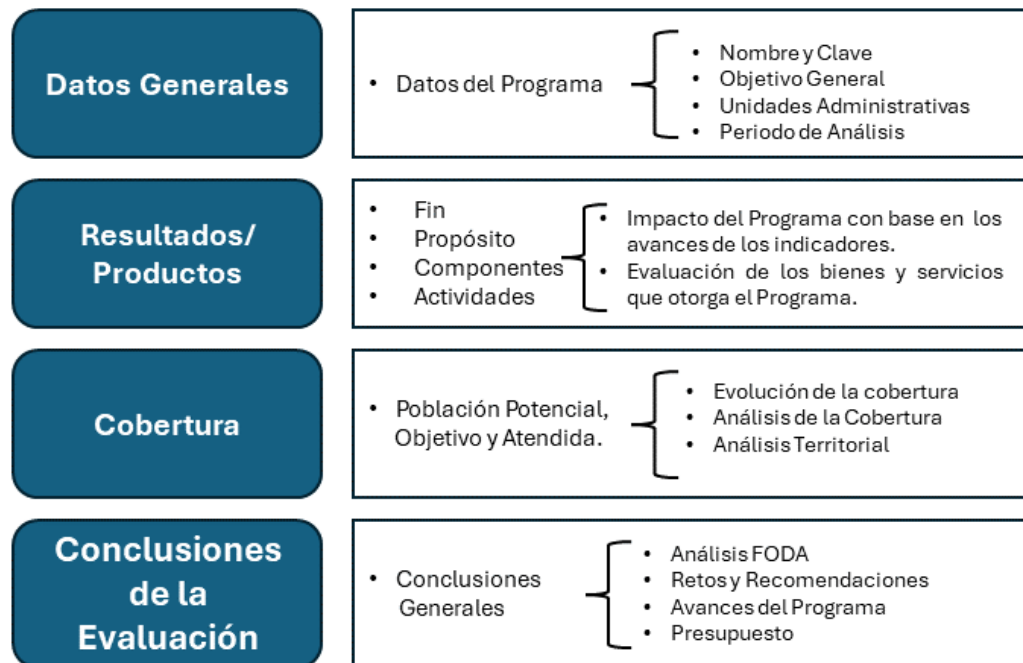 Datos Generales
• Datos del Programa
• Nombre y Clave
• Objetivo General
• Unidades Administrativas
• Periodo de Análisis
Resultados/
Productos
• Fin
• Propósito
• Componentes
• Actividades
• Impacto del Programa con base en los
avances de los indicadores.
• Evaluación de los bienes y servicios
que otorga el Programa.
Cobertura
• Población Potencial,
Objetivo y Atendida.
• Evolución de la cobertura
• Análisis de la Cobertura
• Análisis Territorial
Conclusiones
de la
Evaluación
• Conclusiones
Generales
• Análisis FODA
• Retos y Recomendaciones
• Avances del Programa
• Presupuesto